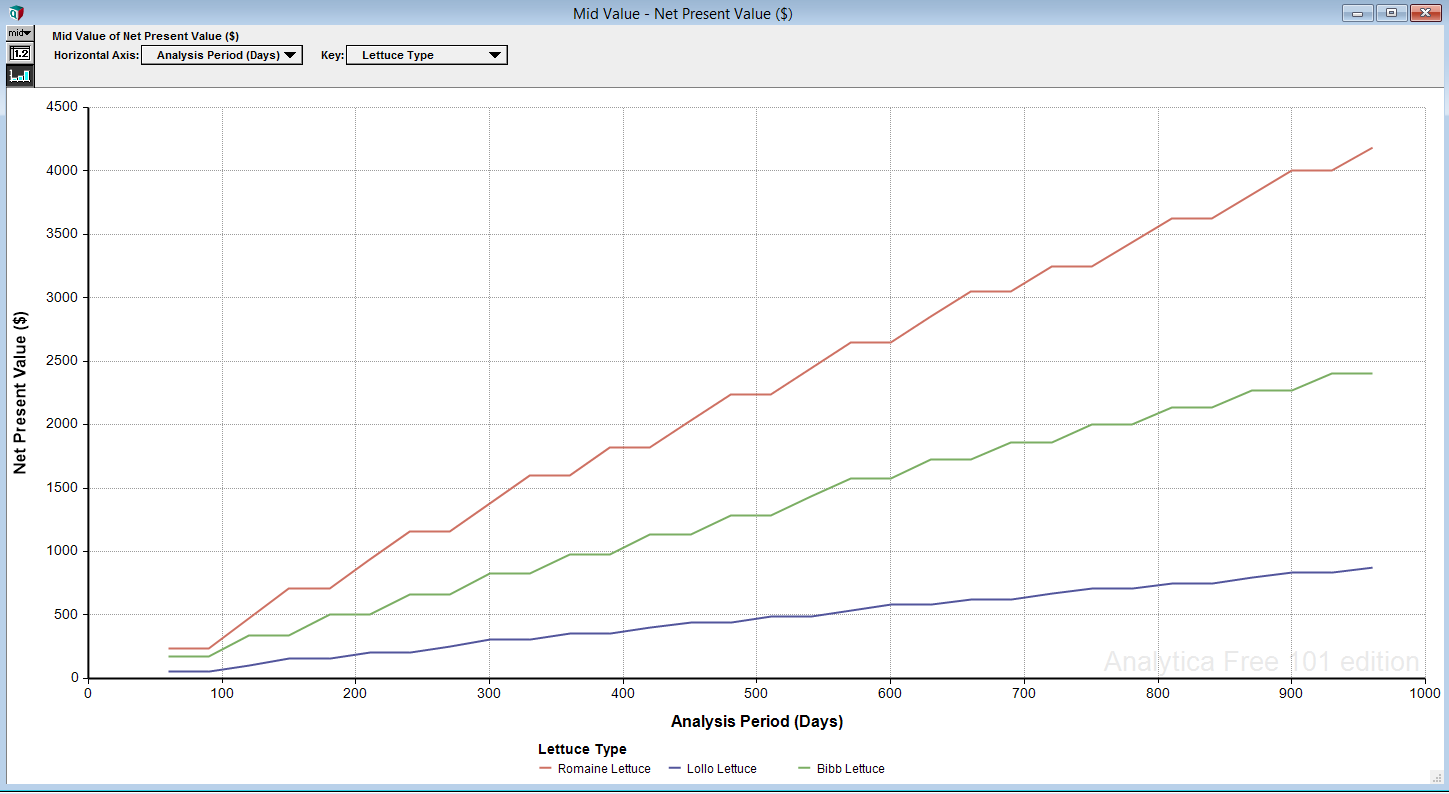 Mid Value - Net Present Value ($)
mid
Mid Value of Net Present Value ($)
1.2
Horizontal Axis: Analysis Period (Days) Key: Lettuce Type
4500
4000
3500
3000
2500
2000
1500
1000
500
0
Net Present Value ($)
Analytica Free 101 edition
0 100 200 300 400 500 600 700 800 900 1000
Analysis Period (Days)
Lettuce Type
Romaine Lettuce Lollo Lettuce Bibb Lettuce